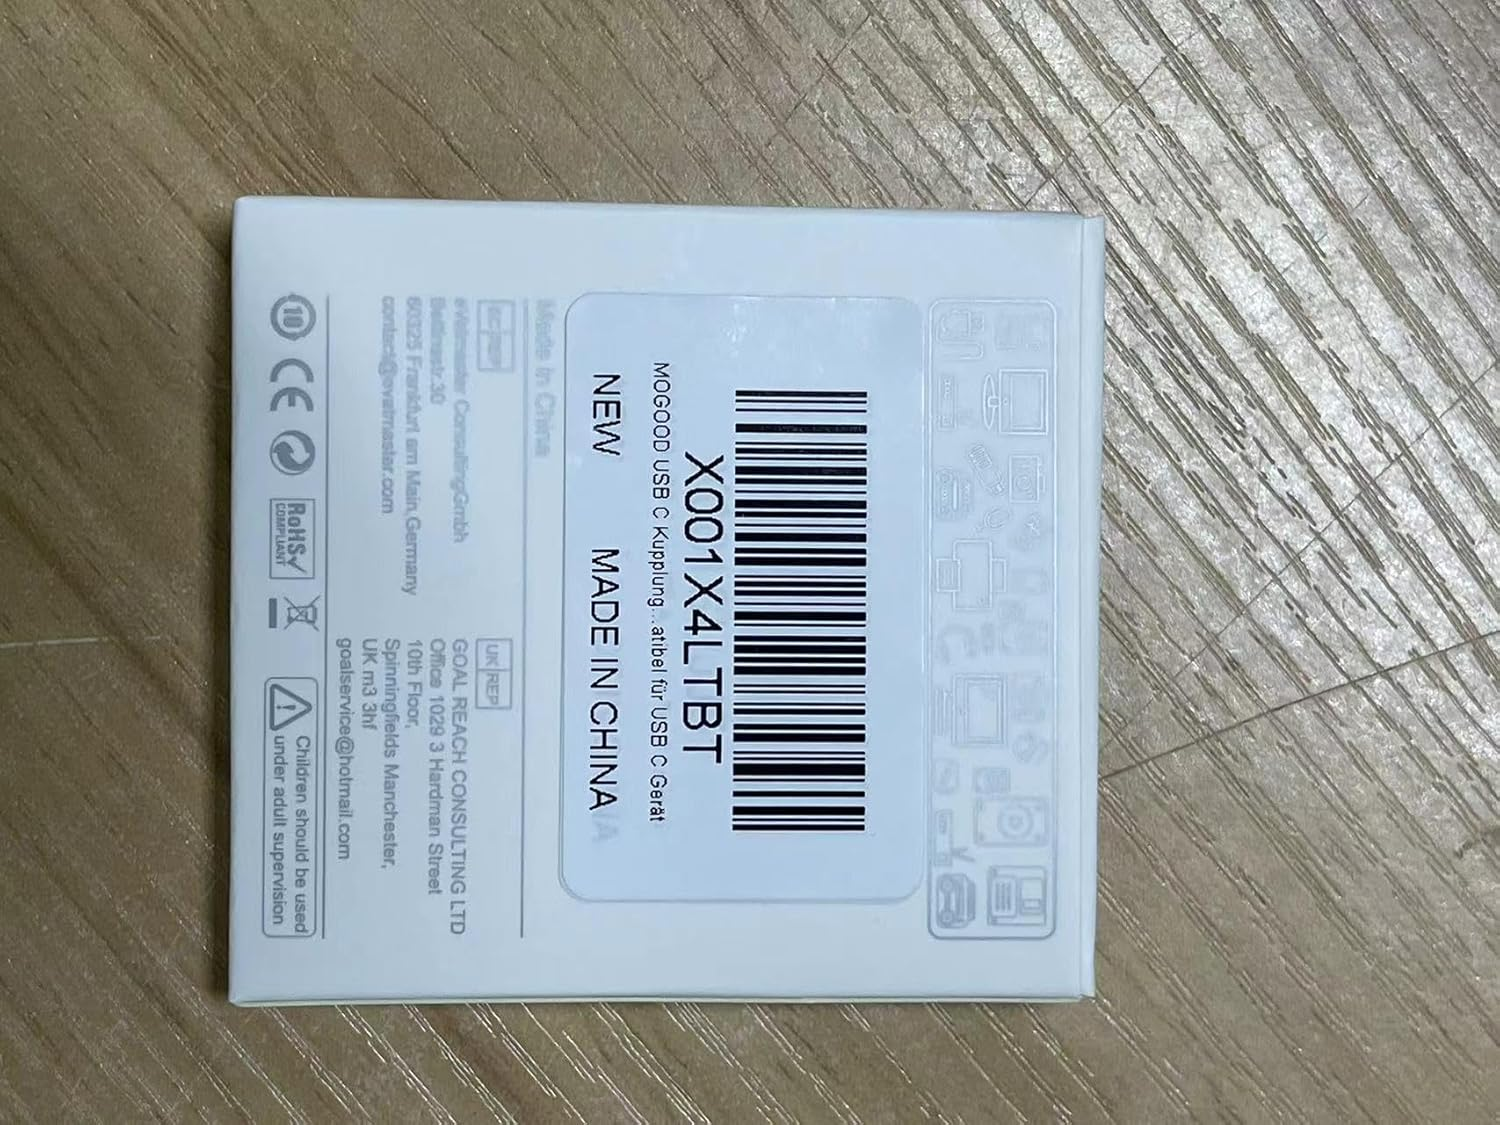 X001X4LTBT
MOGOOD USB C Kupplung...atibel für USB C Gerät
NEW MADE IN CHINA
Made in China
EC REP
evatmaster ConsultingGmbh
Bettinastr.30
60325 Frankfurt am Main,Germany
contact@evatmaster.com
UK REP
GOAL REACH CONSULTING LTD
Office 1029 3 Hardman Street
10th Floor,
Spinningfields Manchester,
UK m3 3hf
goalservice@hotmail.com
10
CE
RoHS
COMPLIANT
Children should be used
under adult supervision